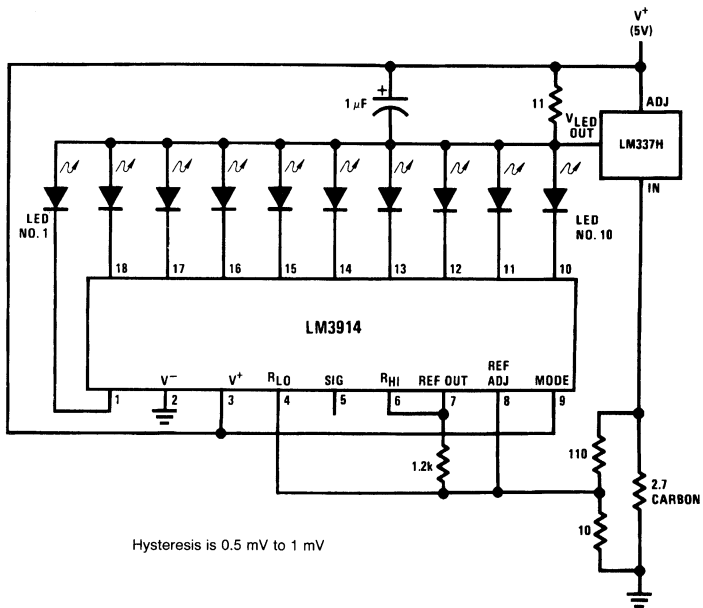 V+
(5V)
1 μF
+
11
VLED
OUT
ADJ
LM337H
IN
LED
NO. 1
LED
NO. 10
18
17
16
15
14
13
12
11
10
LM3914
V−
V+
RLO
SIG
RHI
REF OUT
REF
ADJ
MODE
1
2
3
4
5
6
7
8
9
1.2k
110
2.7
CARBON
10
Hysteresis is 0.5 mV to 1 mV